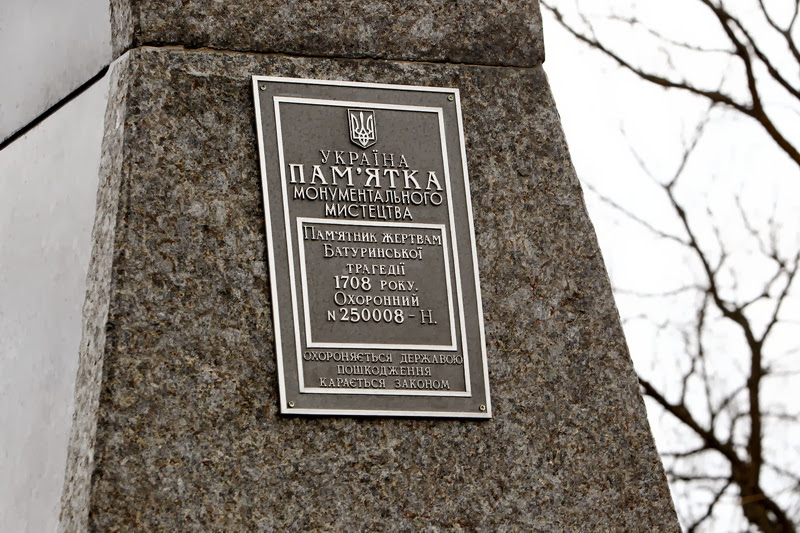 УКРАЇНА
ПАМ'ЯТКА
МОНУМЕНТАЛЬНОГО
МИСТЕЦТВА
ПАМ'ЯТНИК ЖЕРТВАМ
БАТУРИНСЬКОЇ
ТРАГЕДІЇ
1708 РОКУ.
ОХОРОННИЙ
N 250008 - Н.
ОХОРОНЯЄТЬСЯ ДЕРЖАВОЮ
ПОШКОДЖЕННЯ
КАРАЄТЬСЯ ЗАКОНОМ